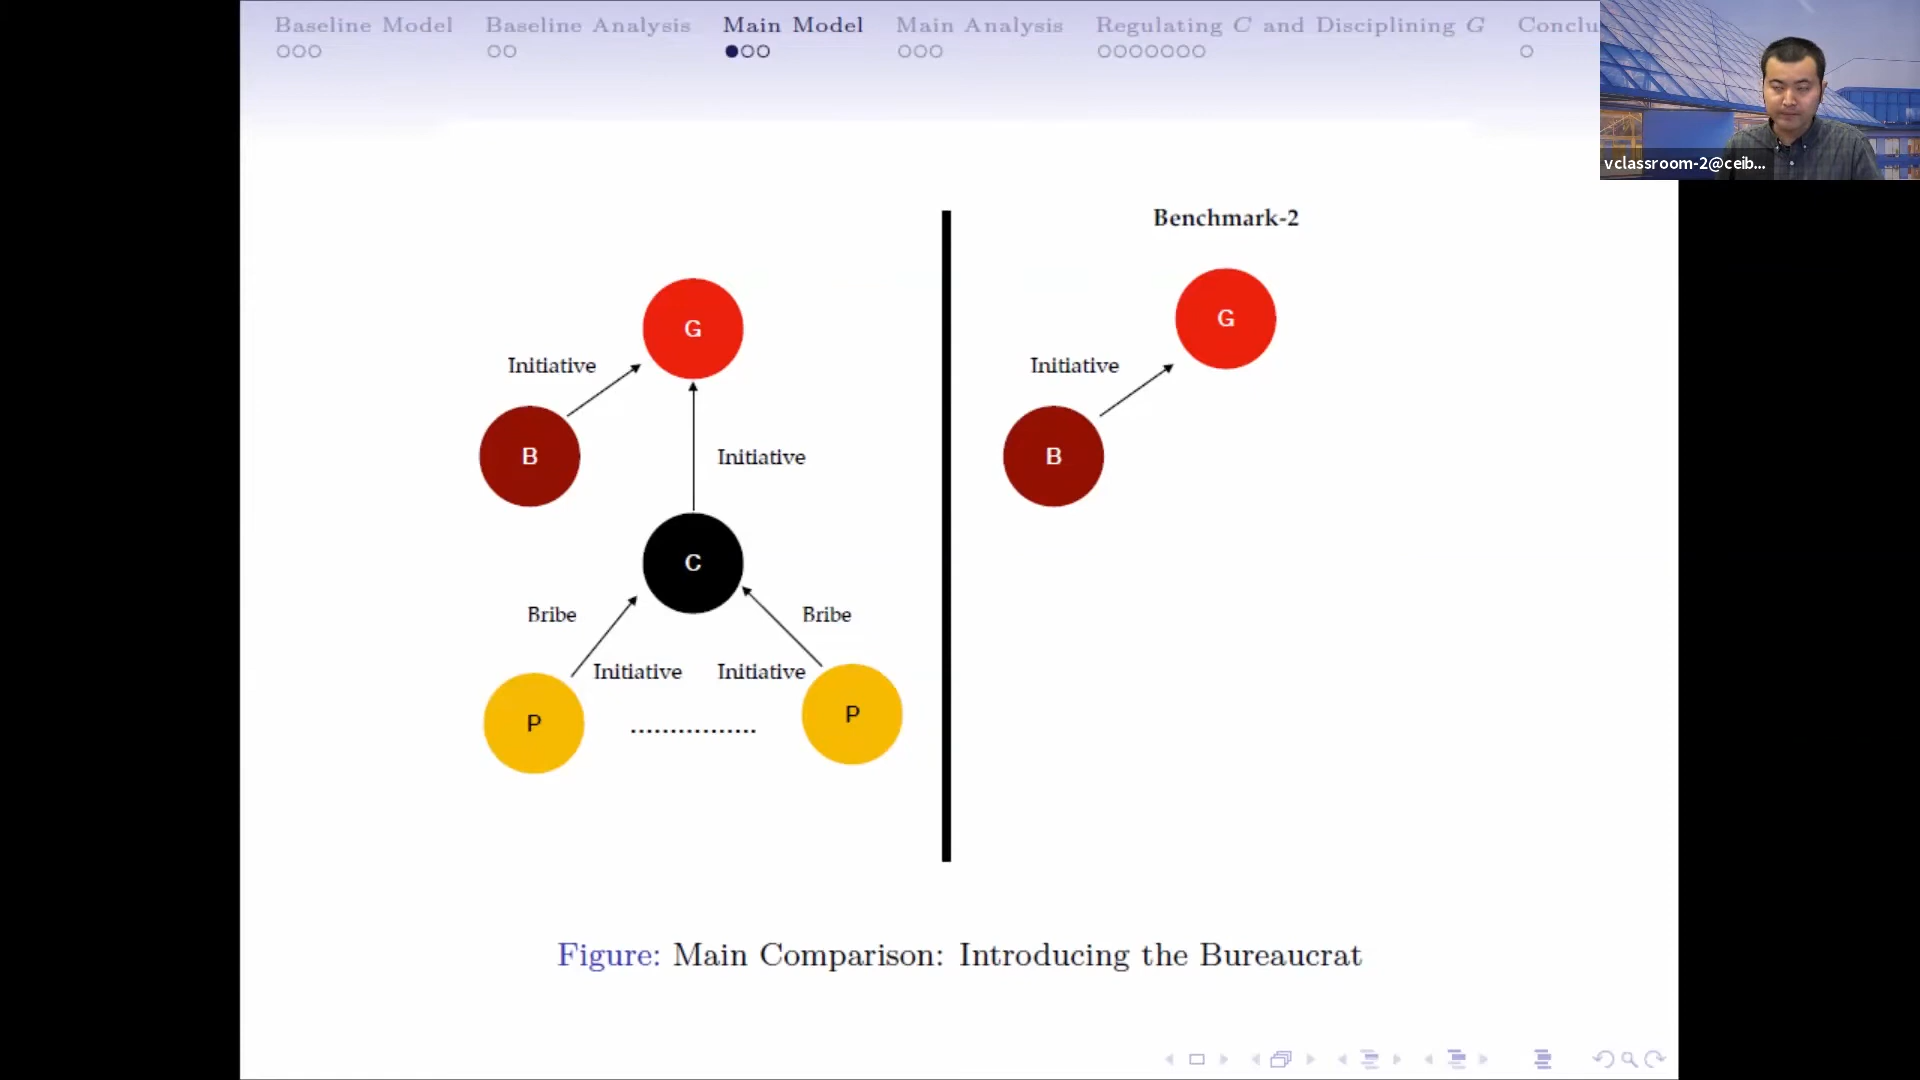 Baseline Model
Baseline Analysis
Main Model
Main Analysis
Regulating C and Disciplining G
Conclu
vclassroom-2@ceib...
Benchmark-2
G
G
Initiative
Initiative
B
B
Initiative
C
Bribe
Bribe
Initiative
Initiative
P
P
Figure: Main Comparison: Introducing the Bureaucrat